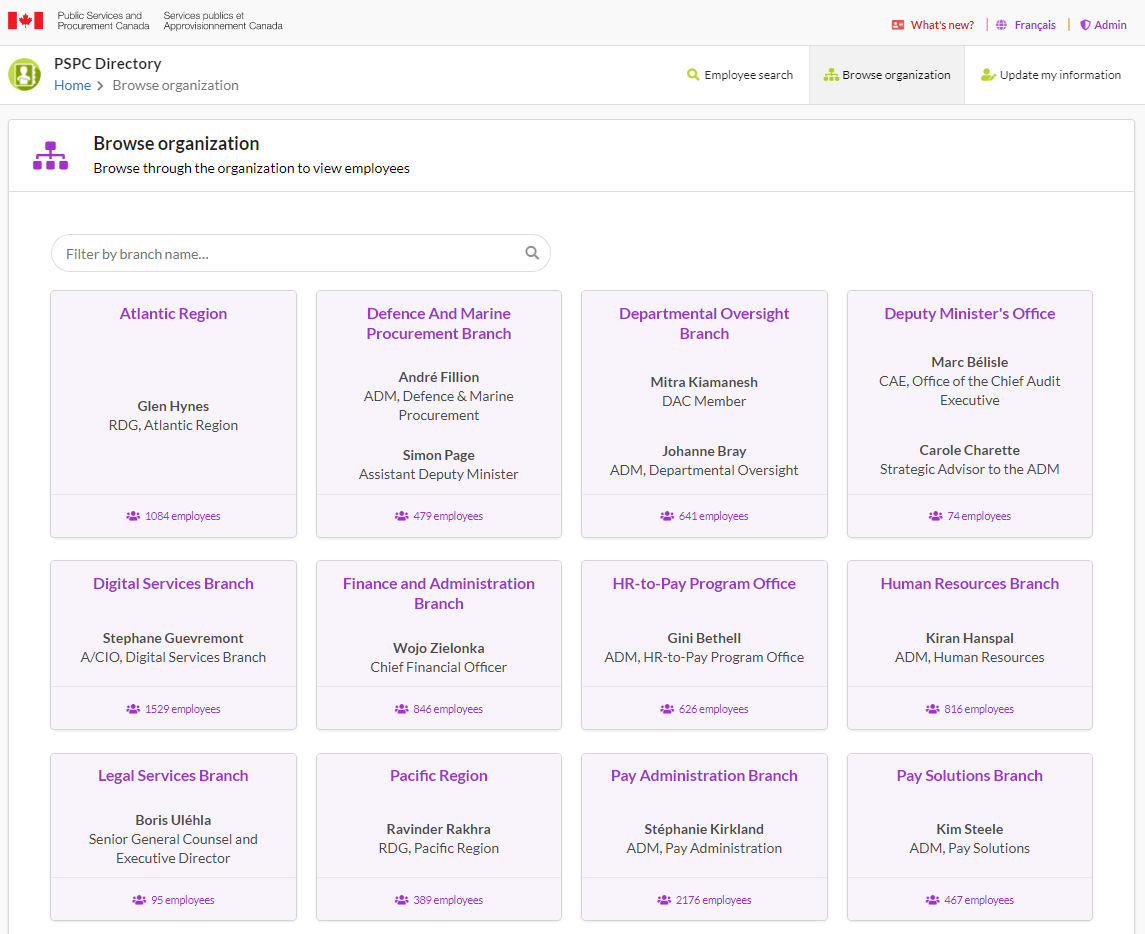 Public Services and Services publics et
Procurement Canada Approvisionnement Canada
What's new? Français Admin
PSPC Directory
Home Browse organization
Employee search Browse organization Update my information
Browse organization
Browse through the organization to view employees
Filter by branch name...
Atlantic Region
Glen Hynes
RDG, Atlantic Region
1084 employees
Defence And Marine
Procurement Branch
André Fillion
ADM, Defence & Marine
Procurement
Simon Page
Assistant Deputy Minister
479 employees
Departmental Oversight
Branch
Mitra Kiamanesh
DAC Member
Johanne Bray
ADM, Departmental Oversight
641 employees
Deputy Minister's Office
Marc Bélisle
CAE, Office of the Chief Audit
Executive
Carole Charette
Strategic Advisor to the ADM
74 employees
Digital Services Branch
Stephane Guevremont
A/CIO, Digital Services Branch
1529 employees
Finance and Administration
Branch
Wojo Zielonka
Chief Financial Officer
846 employees
HR-to-Pay Program Office
Gini Bethell
ADM, HR-to-Pay Program Office
626 employees
Human Resources Branch
Kiran Hanspal
ADM, Human Resources
816 employees
Legal Services Branch
Boris Uléhla
Senior General Counsel and
Executive Director
95 employees
Pacific Region
Ravinder Rakhra
RDG, Pacific Region
389 employees
Pay Administration Branch
Stéphanie Kirkland
ADM, Pay Administration
2176 employees
Pay Solutions Branch
Kim Steele
ADM, Pay Solutions
467 employees